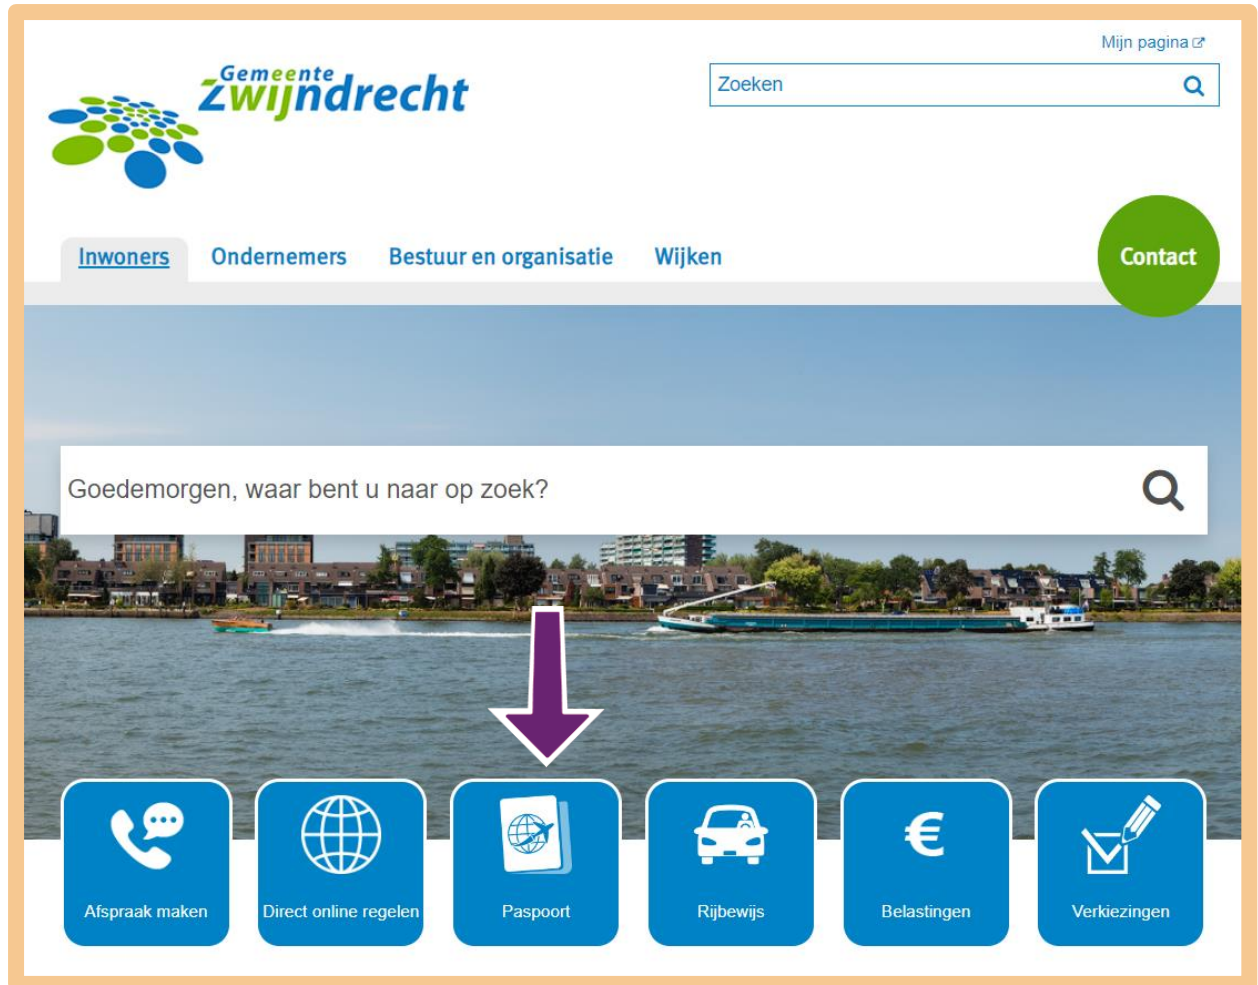 Mijn pagina
Gemeente
Zwijndrecht
Zoeken
Inwoners Ondernemers Bestuur en organisatie Wijken Contact
Goedemorgen, waar bent u naar op zoek?
Afspraak maken Direct online regelen Paspoort Rijbewijs Belastingen Verkiezingen